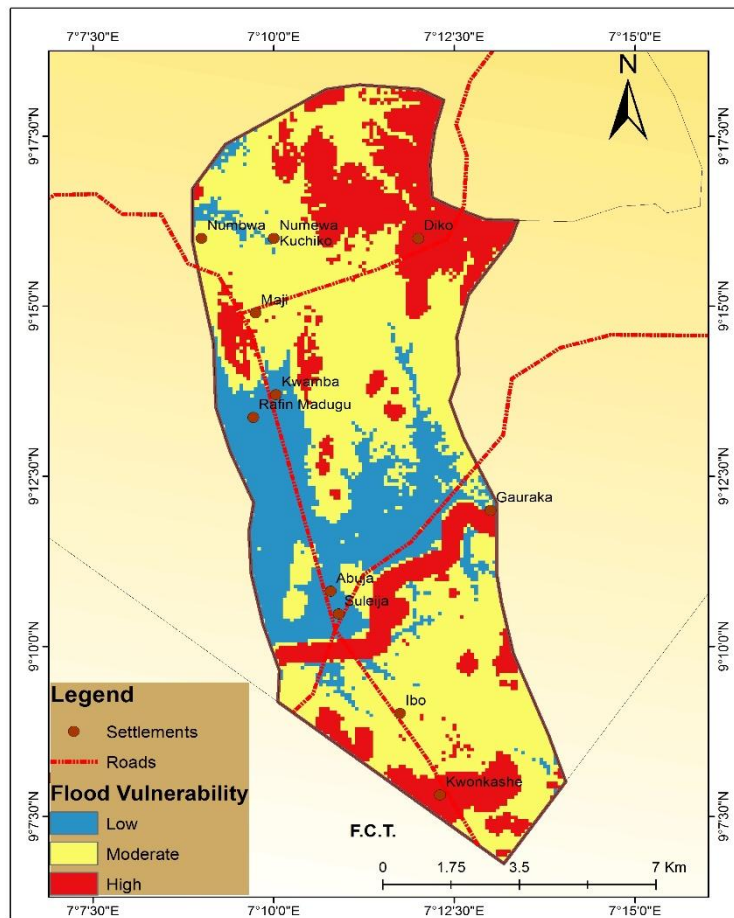 7°7'30"E 7°10'0"E 7°12'30"E 7°15'0"E
N
9°17'30"N 9°17'30"N
Numbwa Numewa Diko
Kuchiko
9°15'0"N 9°15'0"N
Maji
Kwamba
Rafin Madugu
9°12'30"N 9°12'30"N
Gauraka
Abuja
Suleija
9°10'0"N 9°10'0"N
Legend
Settlements
Roads
Flood Vulnerability
Low
Moderate
High
Ibo
Kwonkashe
9°7'30"N 9°7'30"N
F.C.T.
0 1.75 3.5 7 Km
7°7'30"E 7°10'0"E 7°12'30"E 7°15'0"E